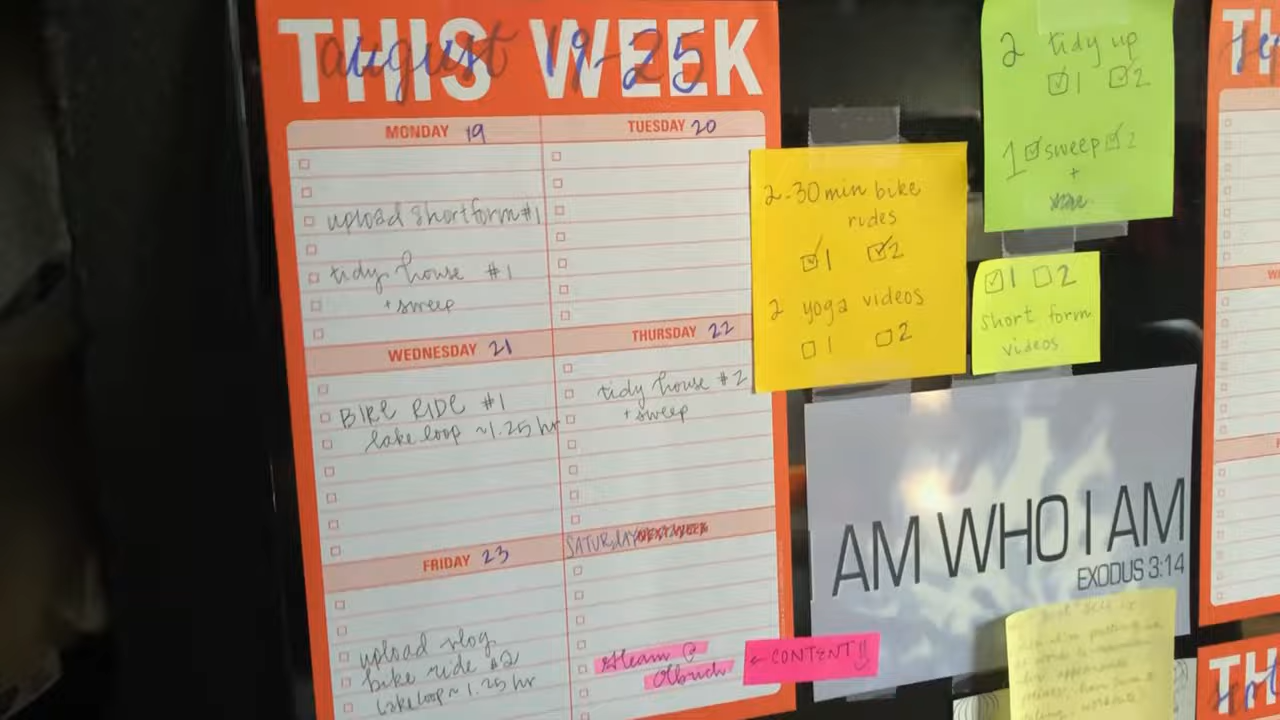 THIS WEEK
august 19-25
MONDAY 19
upload shortform #1
tidy house #1
+ sweep
TUESDAY 20
WEDNESDAY 21
BIKE RIDE #1
lake loop ~1.25 hr
THURSDAY 22
tidy house #2
+ sweep
FRIDAY 23
upload vlog
bike ride #2
lake loop ~ 1.25 hr
SATURDAY NEXT WEEK
@
← CONTENT!!
2-30 min bike
rides
1 2
2 yoga videos
1 2
2 tidy up
1 2
1 sweep 2
+
1 2
short form
videos
I AM WHO I AM
EXODUS 3:14